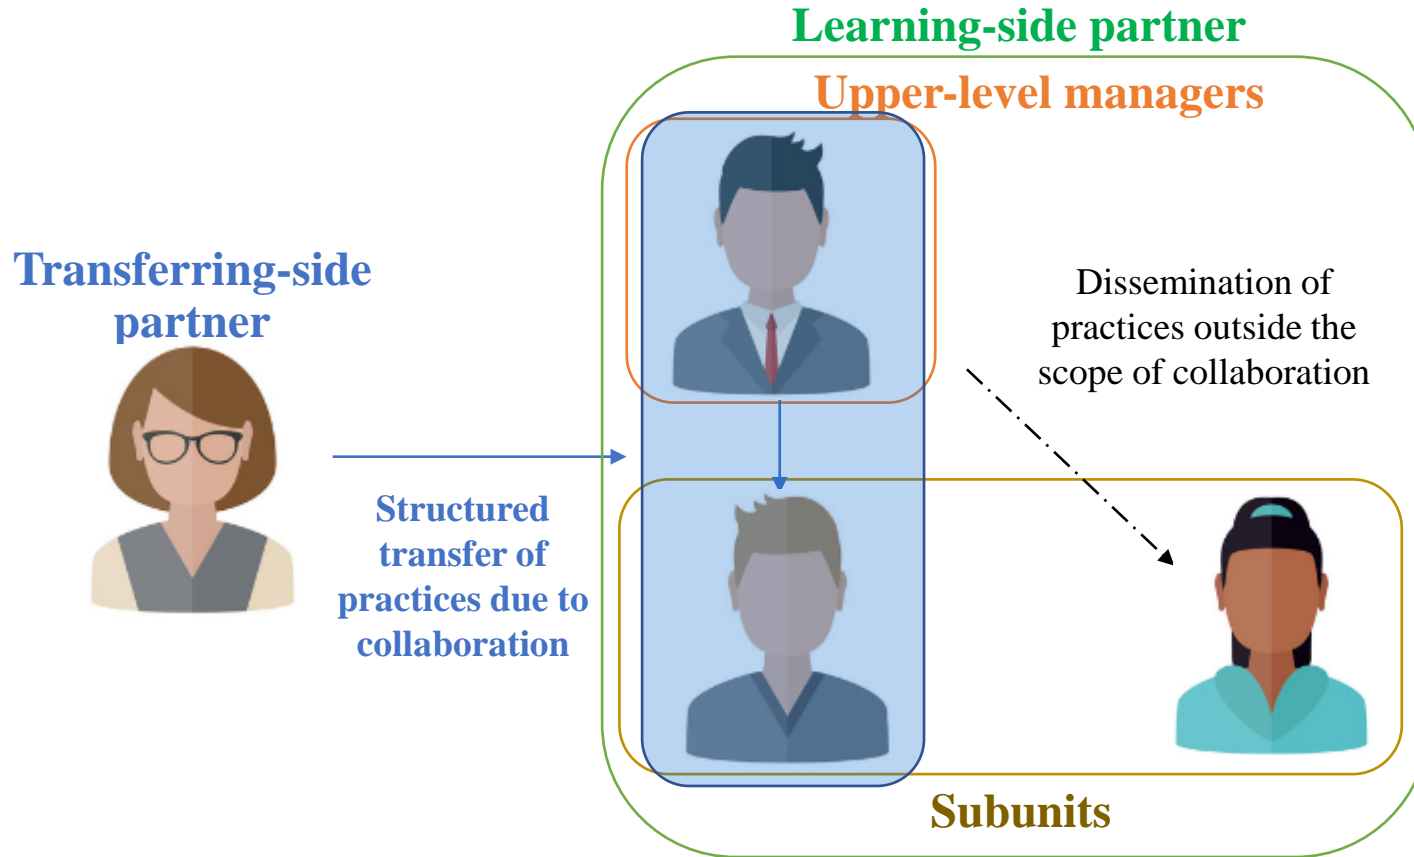 Learning-side partner
Upper-level managers
Transferring-side
partner
Dissemination of
practices outside the
scope of collaboration
Structured
transfer of
practices due to
collaboration
Subunits